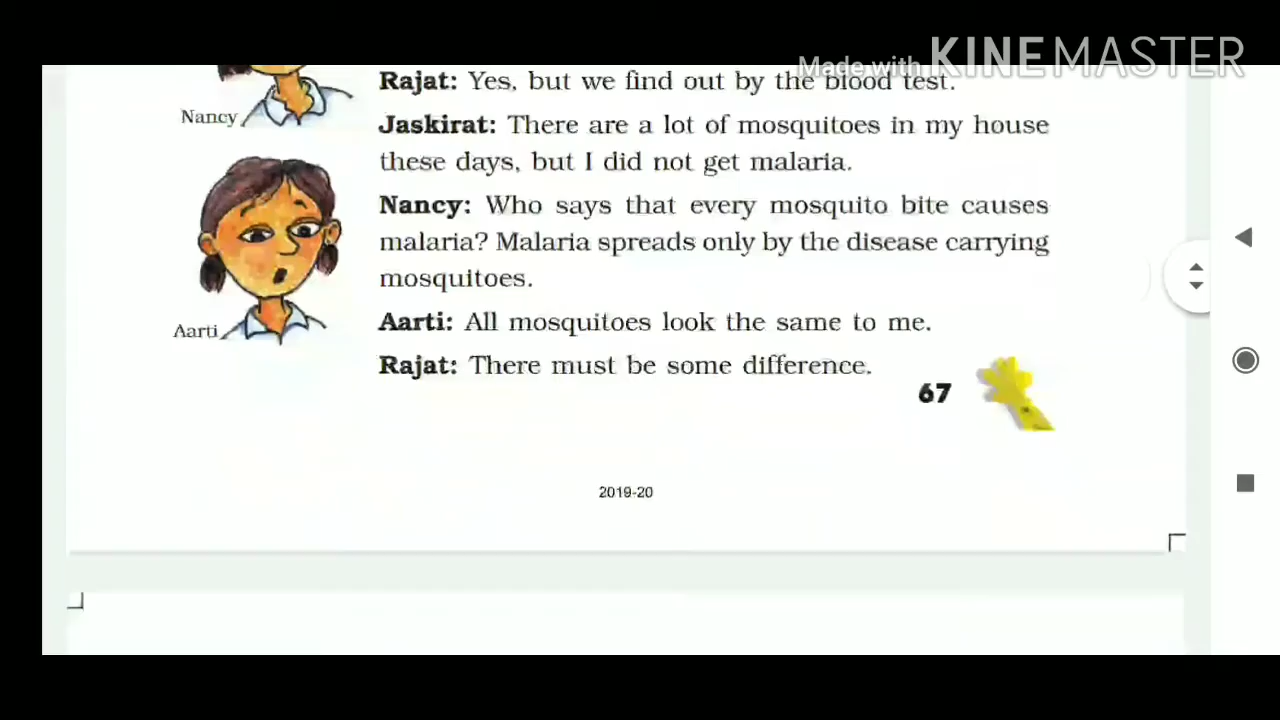 Made with KINEMASTER
Rajat: Yes, but we find out by the blood test.
Nancy
Jaskirat: There are a lot of mosquitoes in my house
these days, but I did not get malaria.
Nancy: Who says that every mosquito bite causes
malaria? Malaria spreads only by the disease carrying
mosquitoes.
Aarti
Aarti: All mosquitoes look the same to me.
Rajat: There must be some difference.
67
2019-20